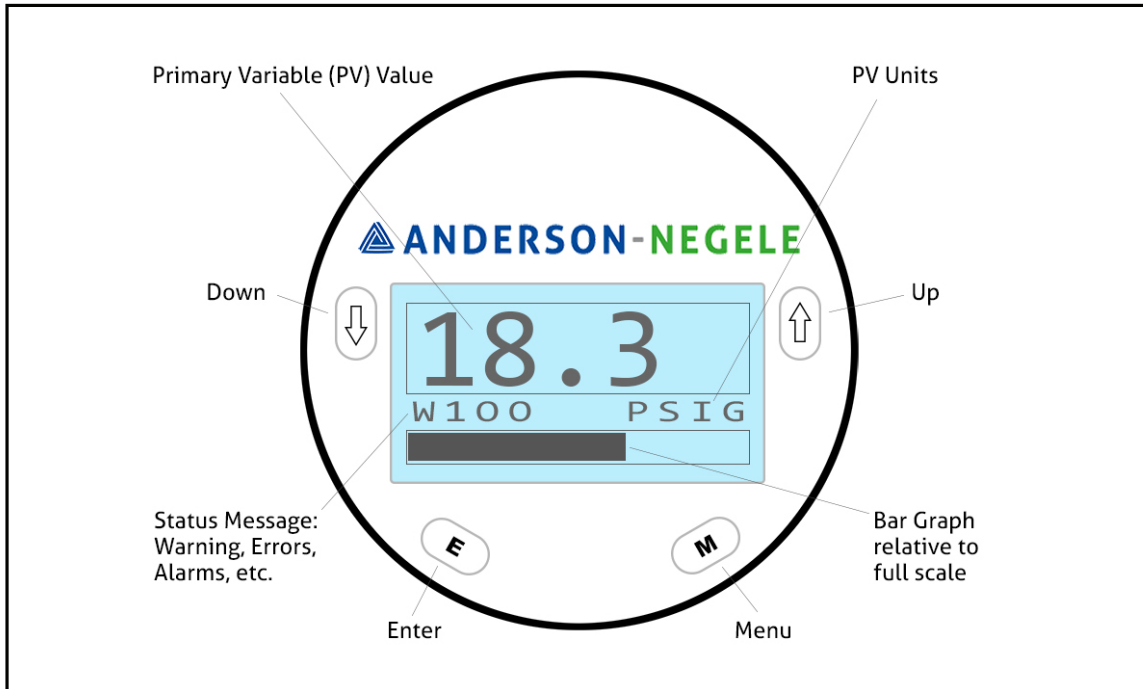 Primary Variable (PV) Value
PV Units
ANDERSON-NEGELE
Down
Up
18.3
W100 PSIG
Status Message:
Warning, Errors,
Alarms, etc.
E
M
Bar Graph
relative to
full scale
Enter
Menu